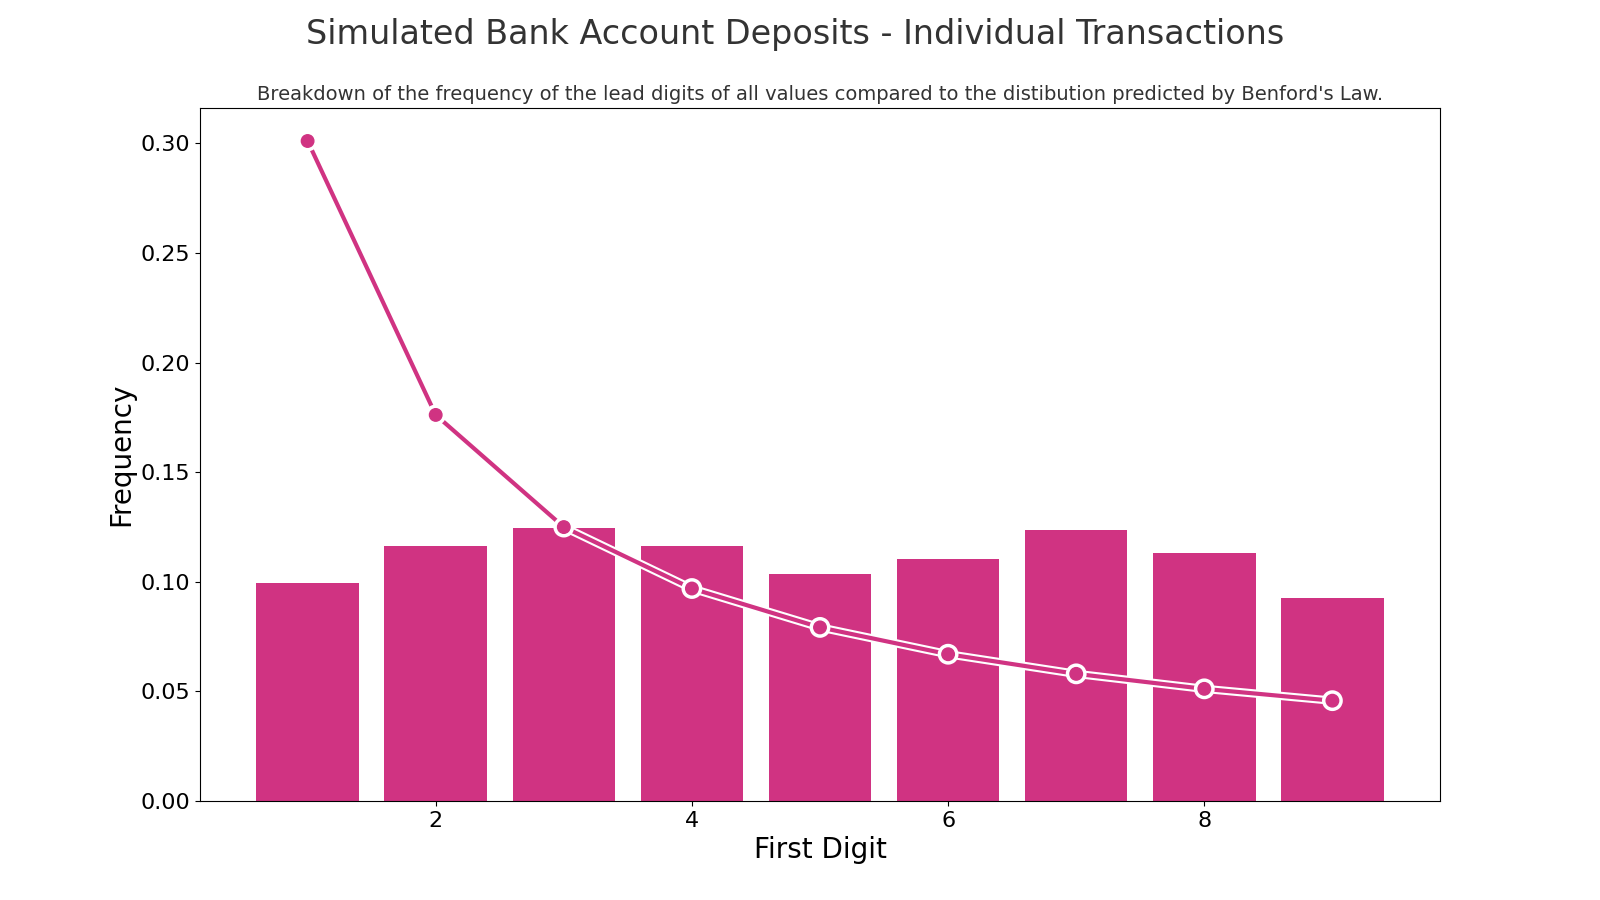 Simulated Bank Account Deposits - Individual Transactions
Breakdown of the frequency of the lead digits of all values compared to the distibution predicted by Benford's Law.
0.30
0.25
0.20
0.15
0.10
0.05
0.00
Frequency
2 4 6 8
First Digit